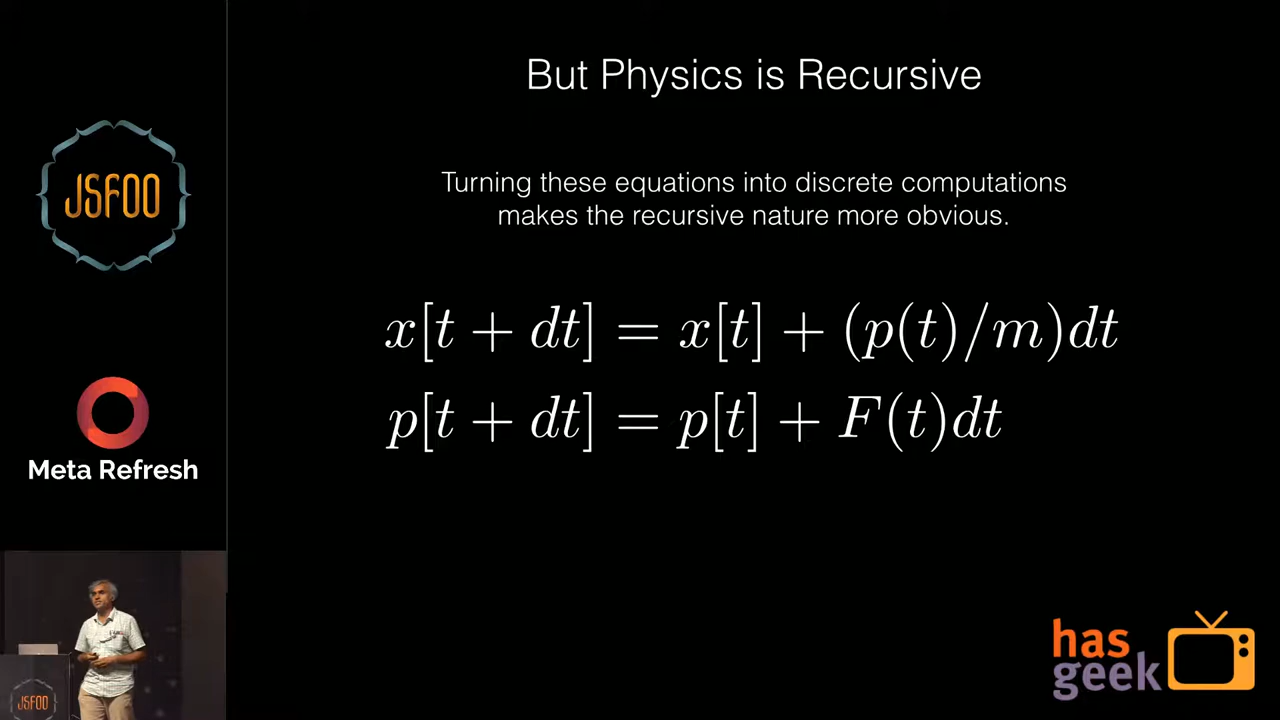 But Physics is Recursive
Turning these equations into discrete computations
makes the recursive nature more obvious.
x[t + dt] = x[t] + (p(t)/m)dt
p[t + dt] = p[t] + F(t)dt
JSFOO
Meta Refresh
JSFOO
has
geek